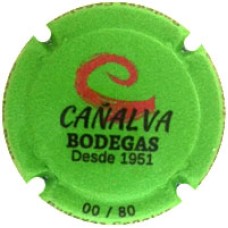 CAÑALVA
BODEGAS
Desde 1951
00 / 80